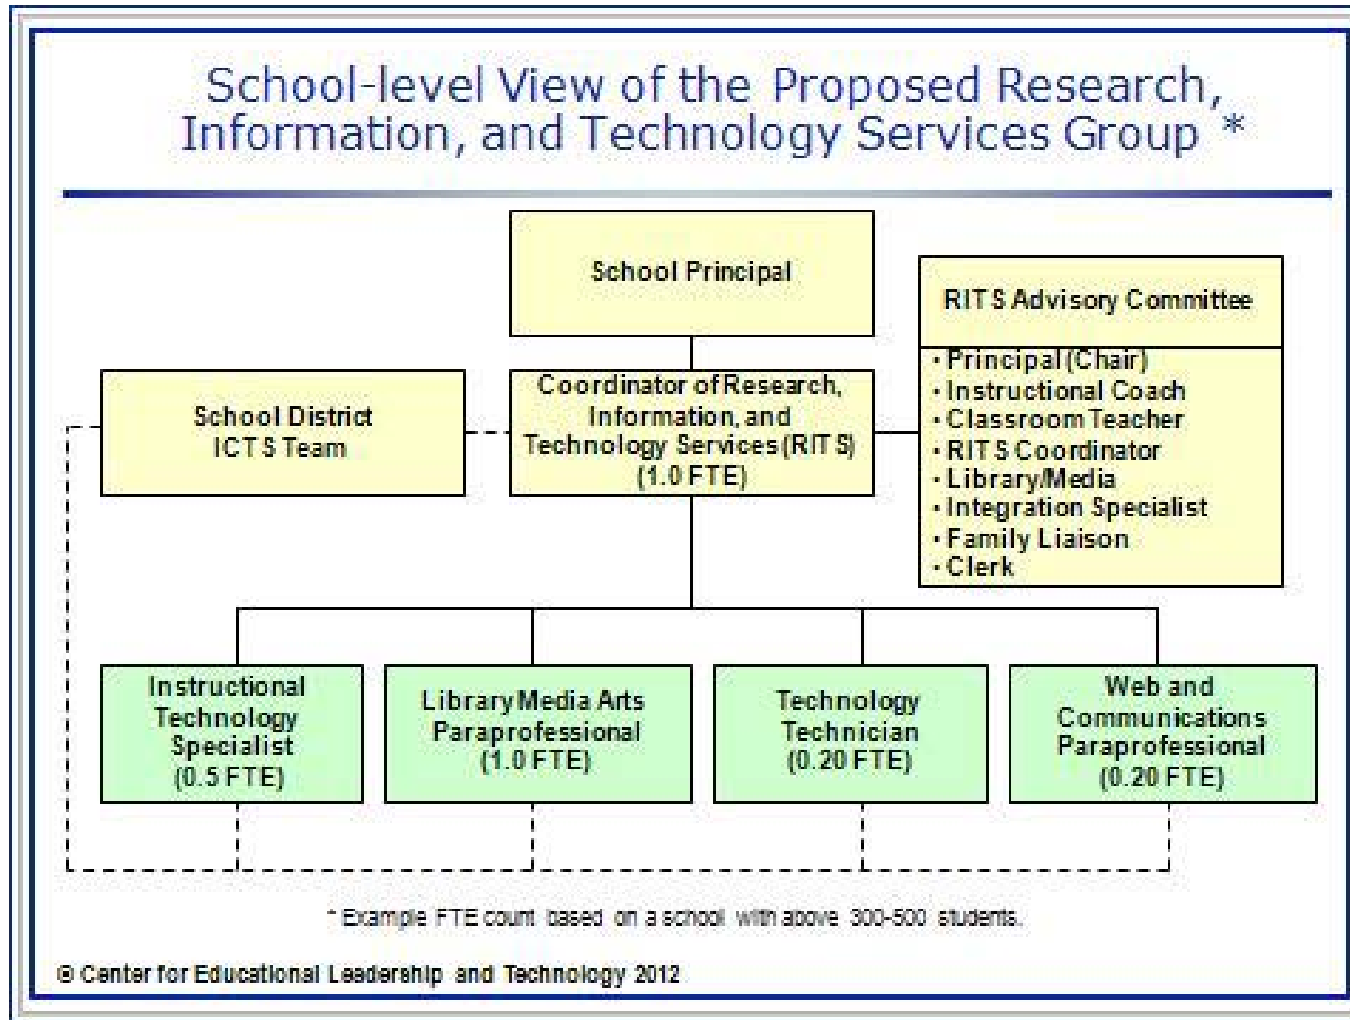 School-level View of the Proposed Research,
Information, and Technology Services Group *
School Principal
RITS Advisory Committee
• Principal (Chair)
• Instructional Coach
• Classroom Teacher
• RITS Coordinator
• Library/Media
• Integration Specialist
• Family Liaison
• Clerk
School District
ICTS Team
Coordinator of Research,
Information, and
Technology Services (RITS)
(1.0 FTE)
Instructional
Technology
Specialist
(0.5 FTE)
Library Media Arts
Paraprofessional
(1.0 FTE)
Technology
Technician
(0.20 FTE)
Web and
Communications
Paraprofessional
(0.20 FTE)
* Example FTE count based on a school with above 300-500 students.
© Center for Educational Leadership and Technology 2012